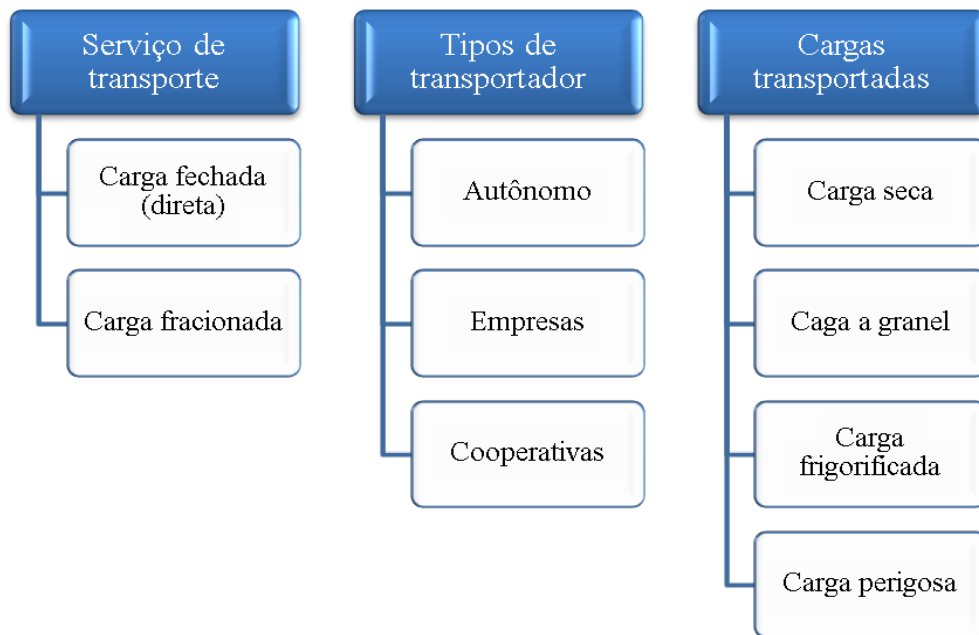 Serviço de
transporte
Carga fechada
(direta)
Carga fracionada
Tipos de
transportador
Autônomo
Empresas
Cooperativas
Cargas
transportadas
Carga seca
Caga a granel
Carga
frigorificada
Carga perigosa